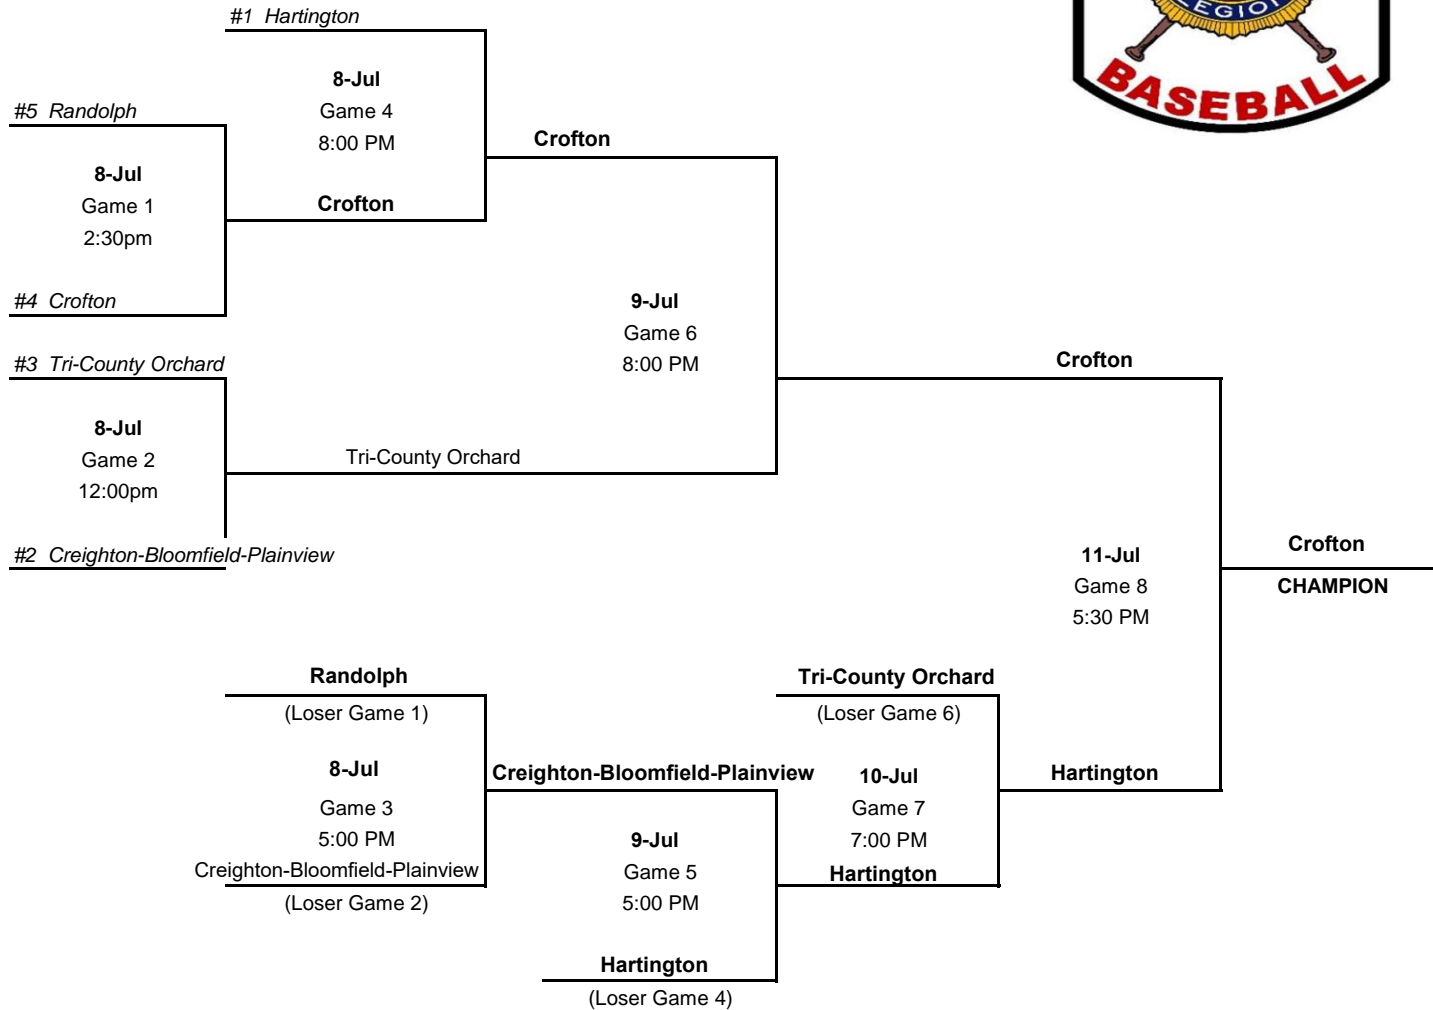 #1 Hartington
LEGION
BASEBALL
8-Jul
Game 4
8:00 PM
#5 Randolph
Crofton
8-Jul
Game 1
2:30pm
Crofton
#4 Crofton
9-Jul
Game 6
8:00 PM
#3 Tri-County Orchard
Crofton
8-Jul
Game 2
12:00pm
Tri-County Orchard
#2 Creighton-Bloomfield-Plainview
11-Jul
Game 8
5:30 PM
Crofton
CHAMPION
Randolph
(Loser Game 1)
Tri-County Orchard
(Loser Game 6)
8-Jul
Game 3
5:00 PM
Creighton-Bloomfield-Plainview
10-Jul
Game 7
7:00 PM
Hartington
Creighton-Bloomfield-Plainview
(Loser Game 2)
9-Jul
Game 5
5:00 PM
Hartington
Hartington
(Loser Game 4)